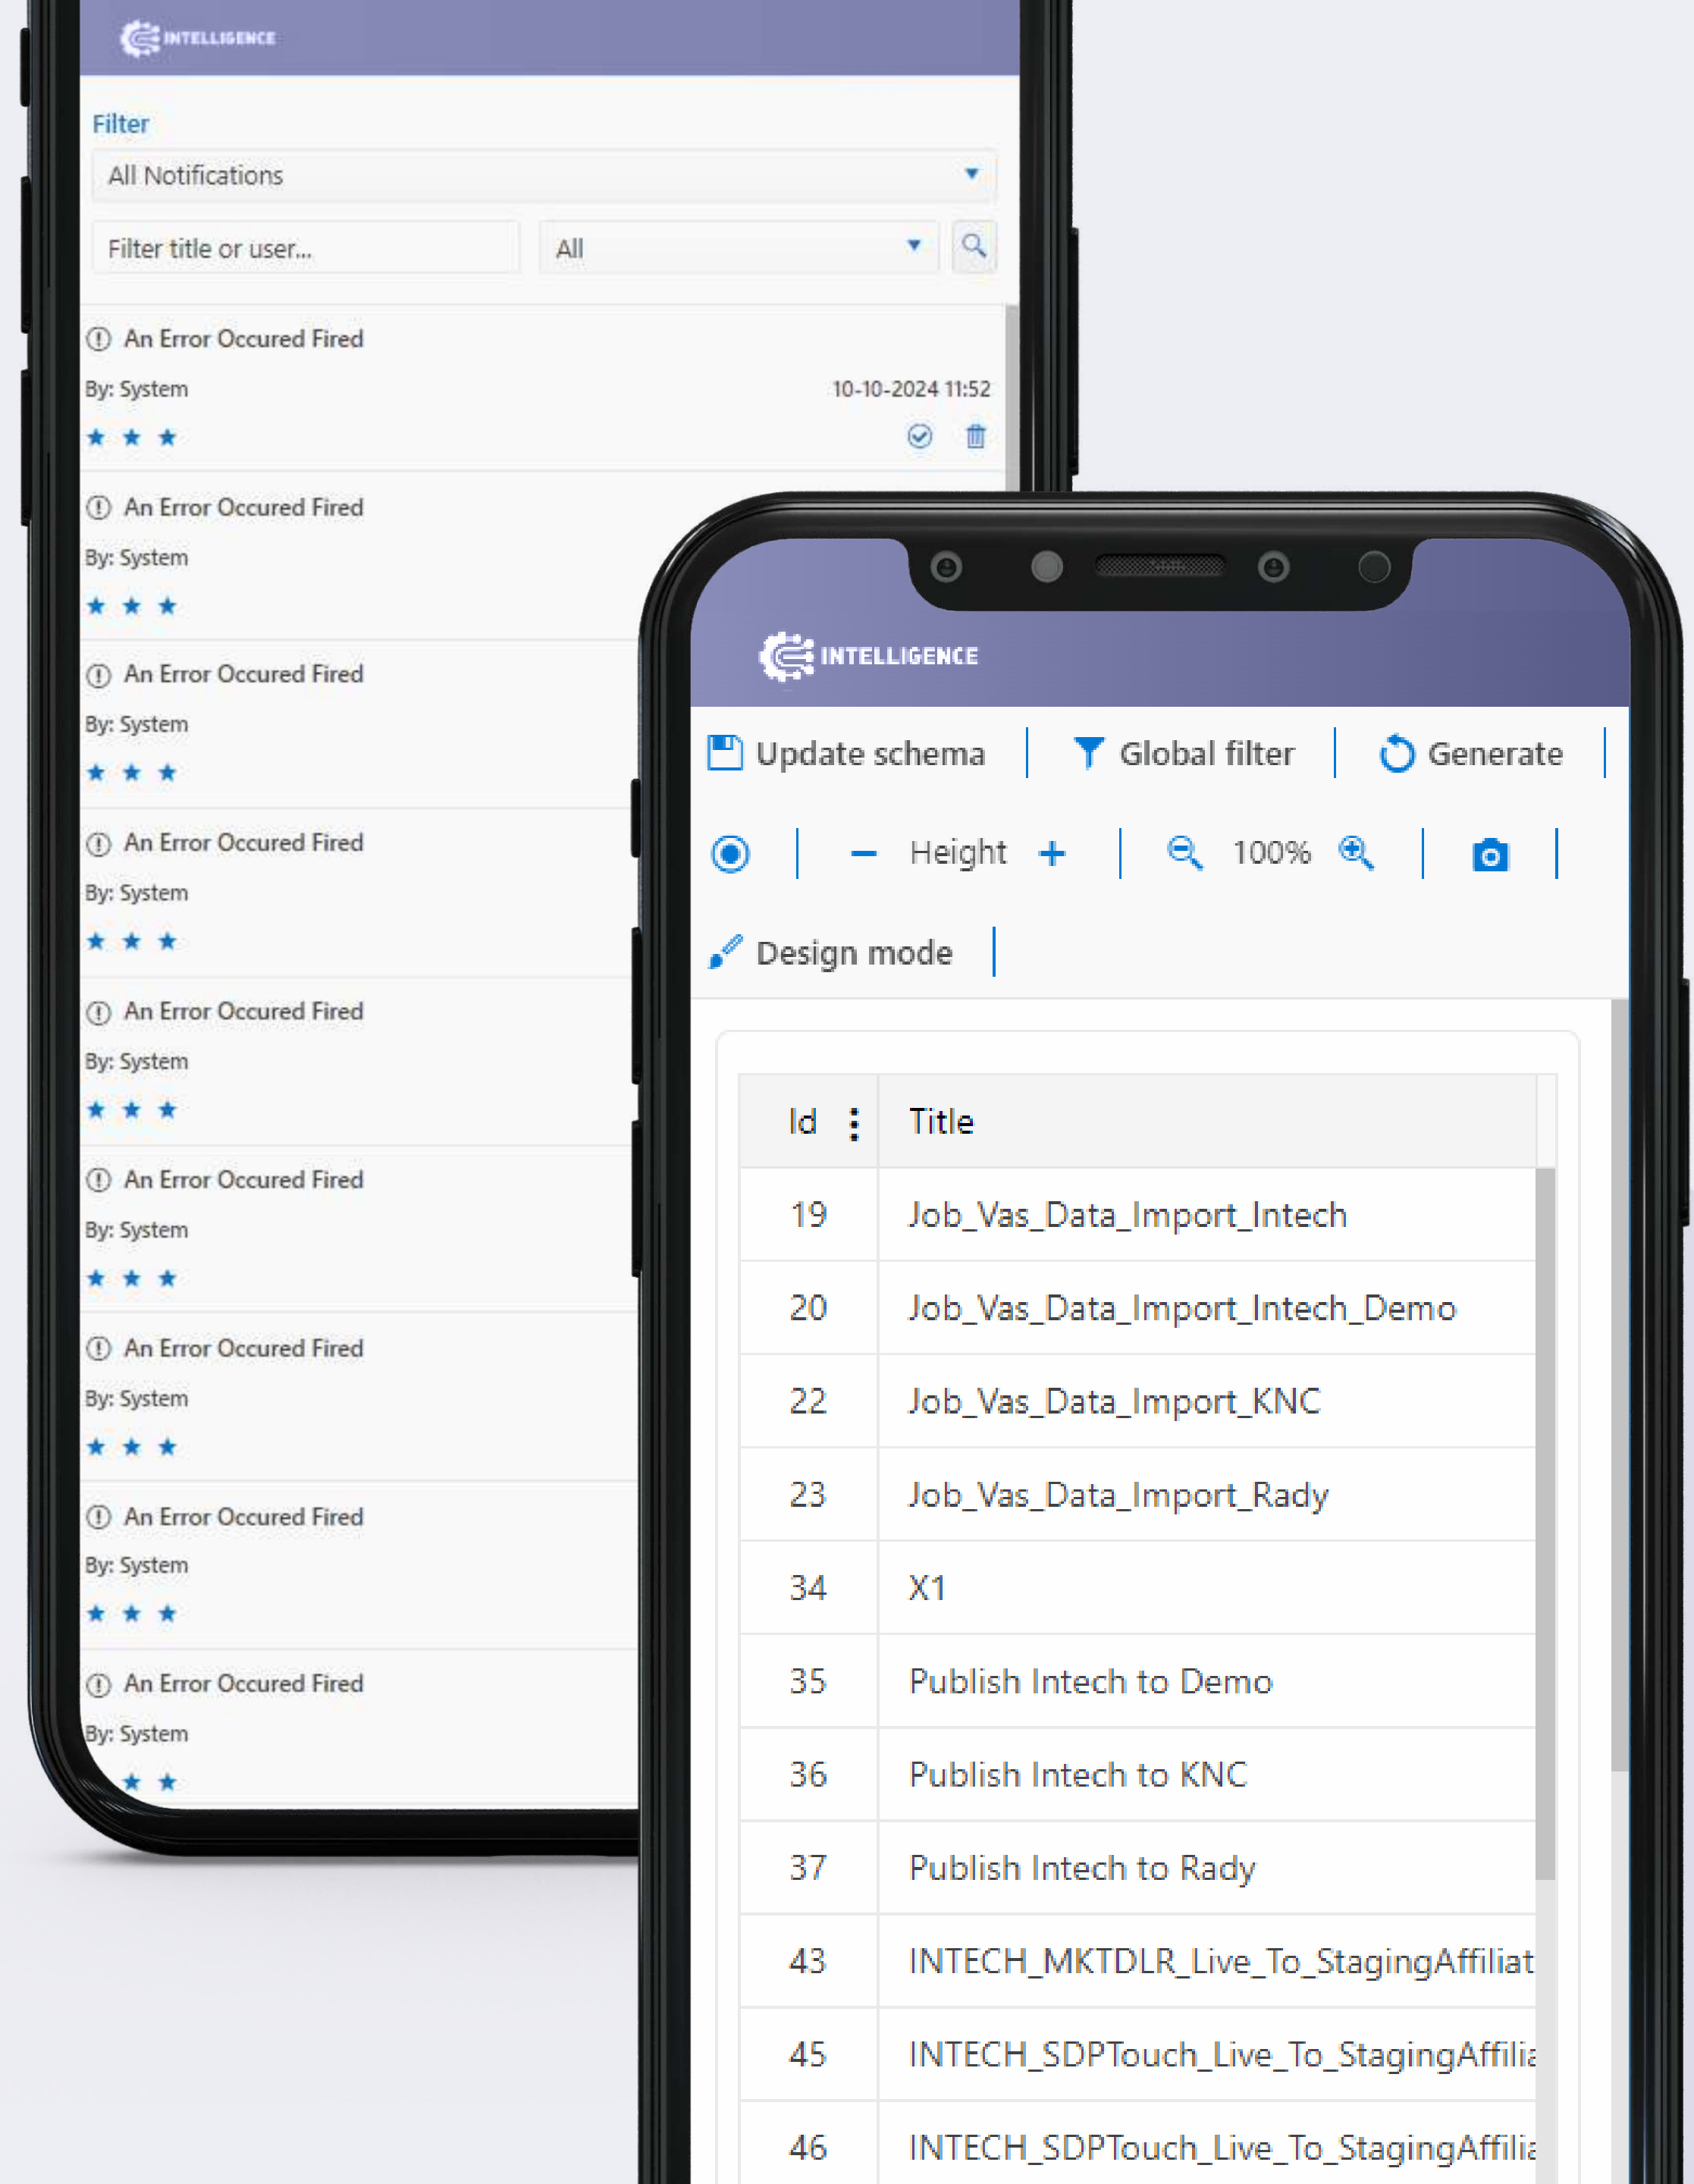 INTELLIGENCE
Filter
All Notifications
Filter title or user...
All
An Error Occured Fired
By: System
10-10-2024 11:52
An Error Occured Fired
By: System
An Error Occured Fired
By: System
An Error Occured Fired
By: System
An Error Occured Fired
By: System
An Error Occured Fired
By: System
An Error Occured Fired
By: System
An Error Occured Fired
By: System
An Error Occured Fired
By: System
INTELLIGENCE
Update schema
Global filter
Generate
Height
100%
Design mode
Id Title
19 Job_Vas_Data_Import_Intech
20 Job_Vas_Data_Import_Intech_Demo
22 Job_Vas_Data_Import_KNC
23 Job_Vas_Data_Import_Rady
34 X1
35 Publish Intech to Demo
36 Publish Intech to KNC
37 Publish Intech to Rady
43 INTECH_MKTDLR_Live_To_StagingAffiliat
45 INTECH_SDPTouch_Live_To_StagingAffilia
46 INTECH_SDPTouch_Live_To_StagingAffilia